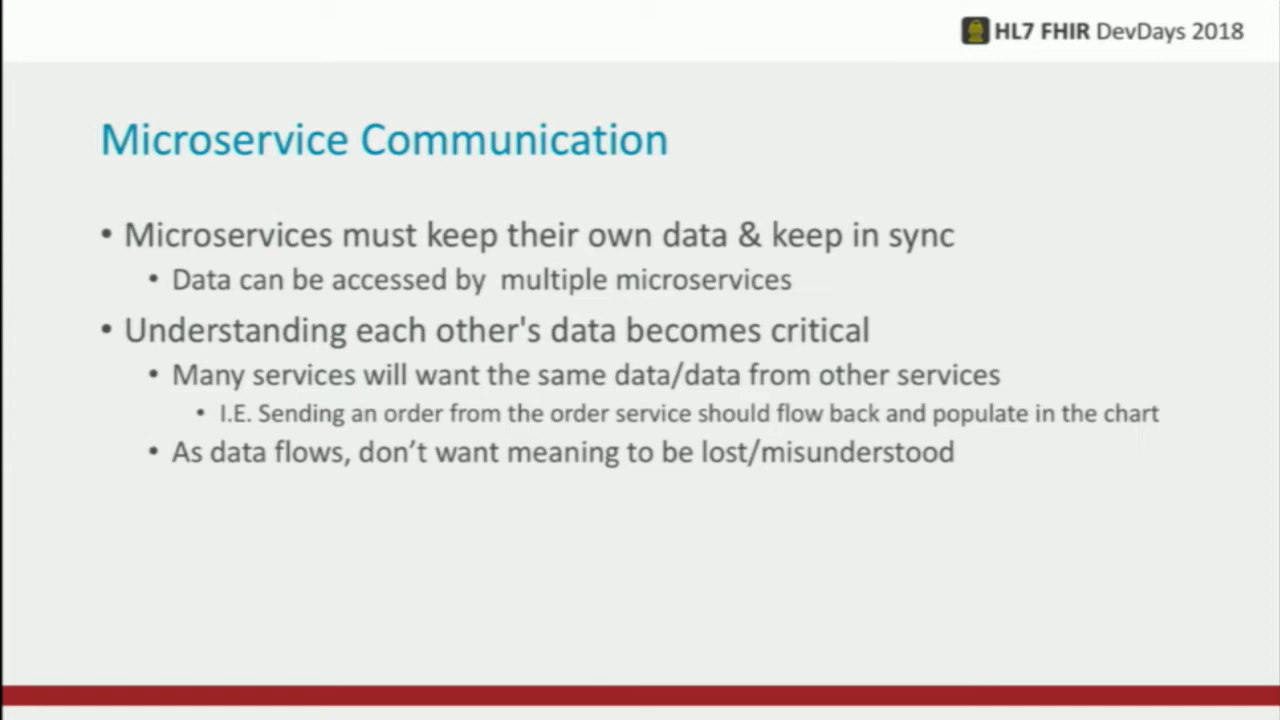 HL7 FHIR DevDays 2018
Microservice Communication
• Microservices must keep their own data & keep in sync
• Data can be accessed by multiple microservices
• Understanding each other's data becomes critical
• Many services will want the same data/data from other services
• I.E. Sending an order from the order service should flow back and populate in the chart
• As data flows, don’t want meaning to be lost/misunderstood